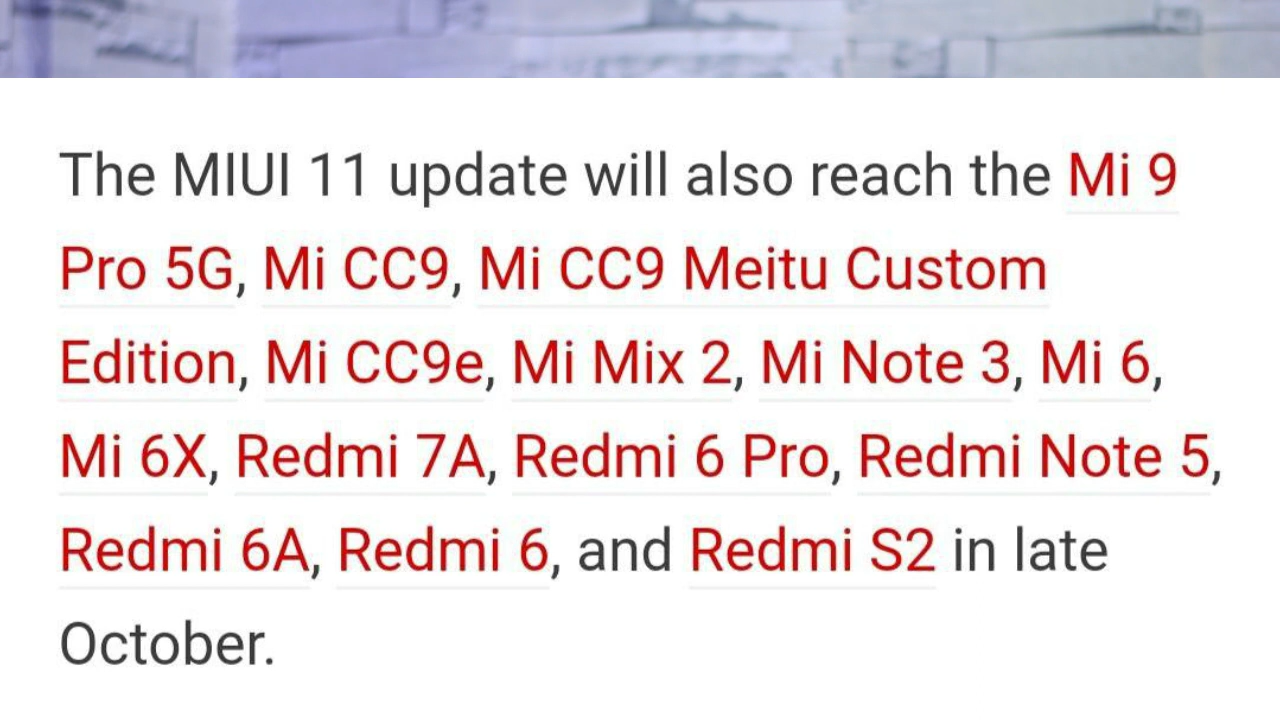 The MIUI 11 update will also reach the Mi 9
Pro 5G, Mi CC9, Mi CC9 Meitu Custom
Edition, Mi CC9e, Mi Mix 2, Mi Note 3, Mi 6,
Mi 6X, Redmi 7A, Redmi 6 Pro, Redmi Note 5,
Redmi 6A, Redmi 6, and Redmi S2 in late
October.